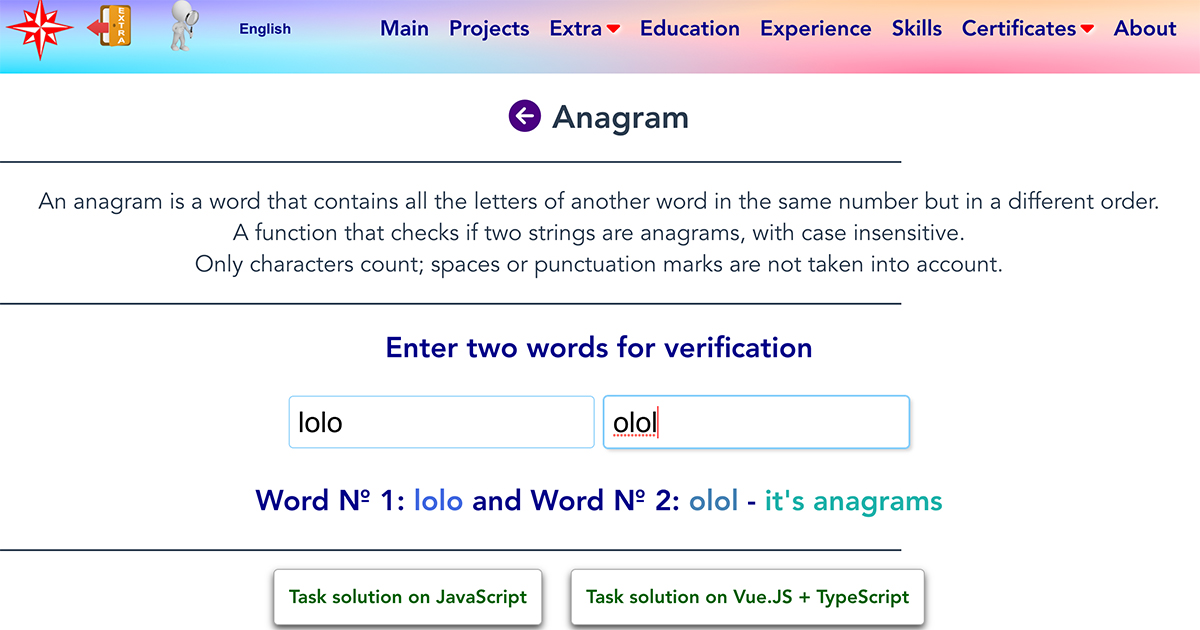 EXTRA
English
Main Projects Extra Education Experience Skills Certificates About
Anagram
An anagram is a word that contains all the letters of another word in the same number but in a different order.
A function that checks if two strings are anagrams, with case insensitive.
Only characters count; spaces or punctuation marks are not taken into account.
Enter two words for verification
lolo olol
Word Nº 1: lolo and Word Nº 2: olol - it's anagrams
Task solution on JavaScript Task solution on Vue.JS + TypeScript